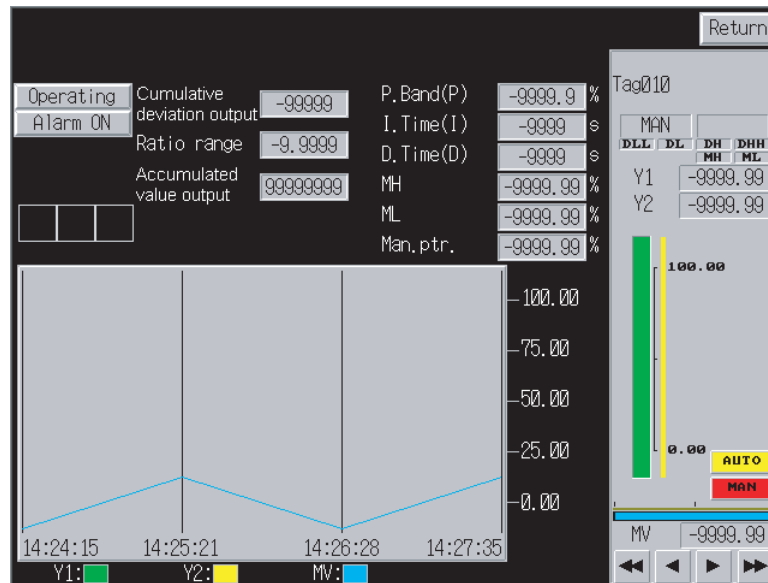 Return
Operating
Alarm ON
Cumulative
deviation output
-99999
Ratio range
-9.9999
Accumulated
value output
99999999
P.Band(P)
-9999.9 %
I.Time(I)
-9999 s
D.Time(D)
-9999 s
MH
-9999.99 %
ML
-9999.99 %
Man.ptr.
-9999.99 %
100.00
75.00
50.00
25.00
0.00
14:24:15 14:25:21 14:26:28 14:27:35
Y1: Y2: MV:
Tag010
MAN
DLL DL DH DHH
MH ML
Y1 -9999.99
Y2 -9999.99
100.00
0.00
AUTO
MAN
MV -9999.99